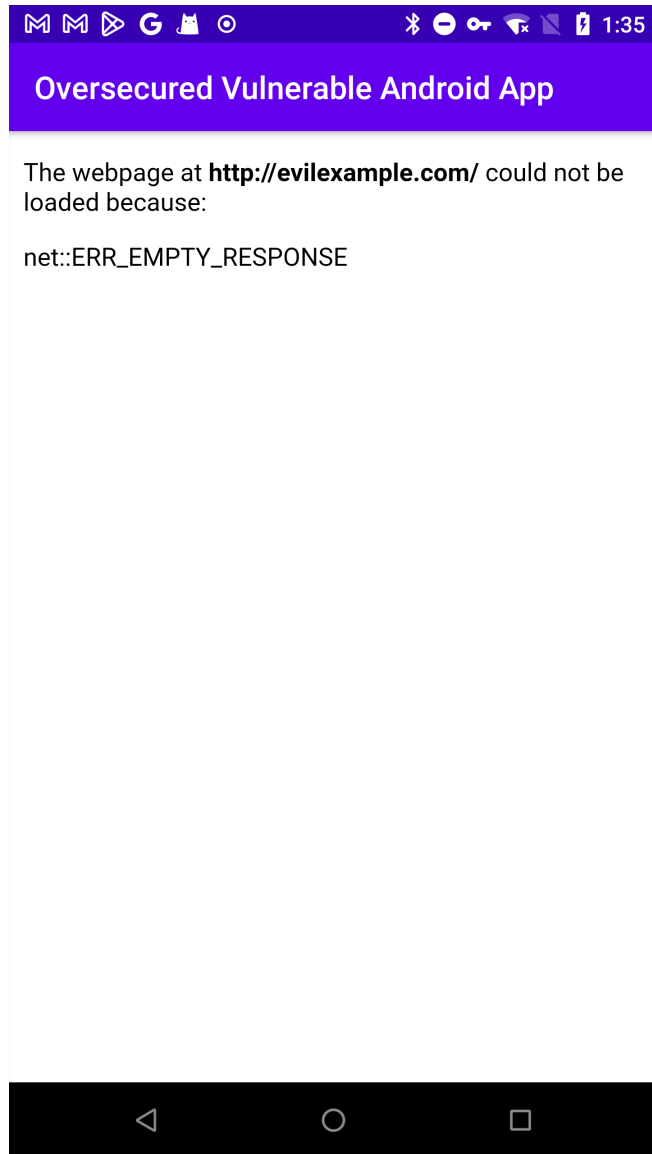 1:35
Oversecured Vulnerable Android App
The webpage at http://evilexample.com/ could not be
loaded because:
net::ERR_EMPTY_RESPONSE